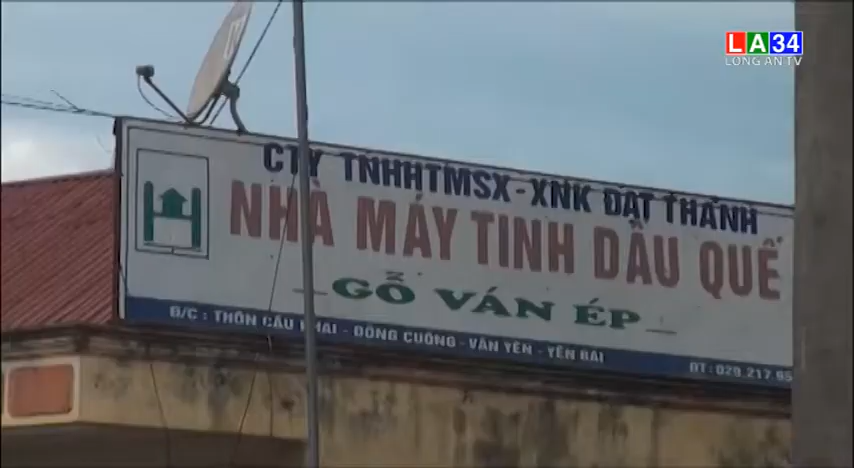 LA34
LONG AN TV
CTY TNHHTMSX - XNK ĐẠT THÀNH
NHÀ MÁY TINH DẦU QUẾ
GỖ VÁN ÉP
Đ/C : THÔN CẦU KHAI - ĐÔNG CUÔNG - VĂN YÊN - YÊN BÁI
ĐT : 029.217.95